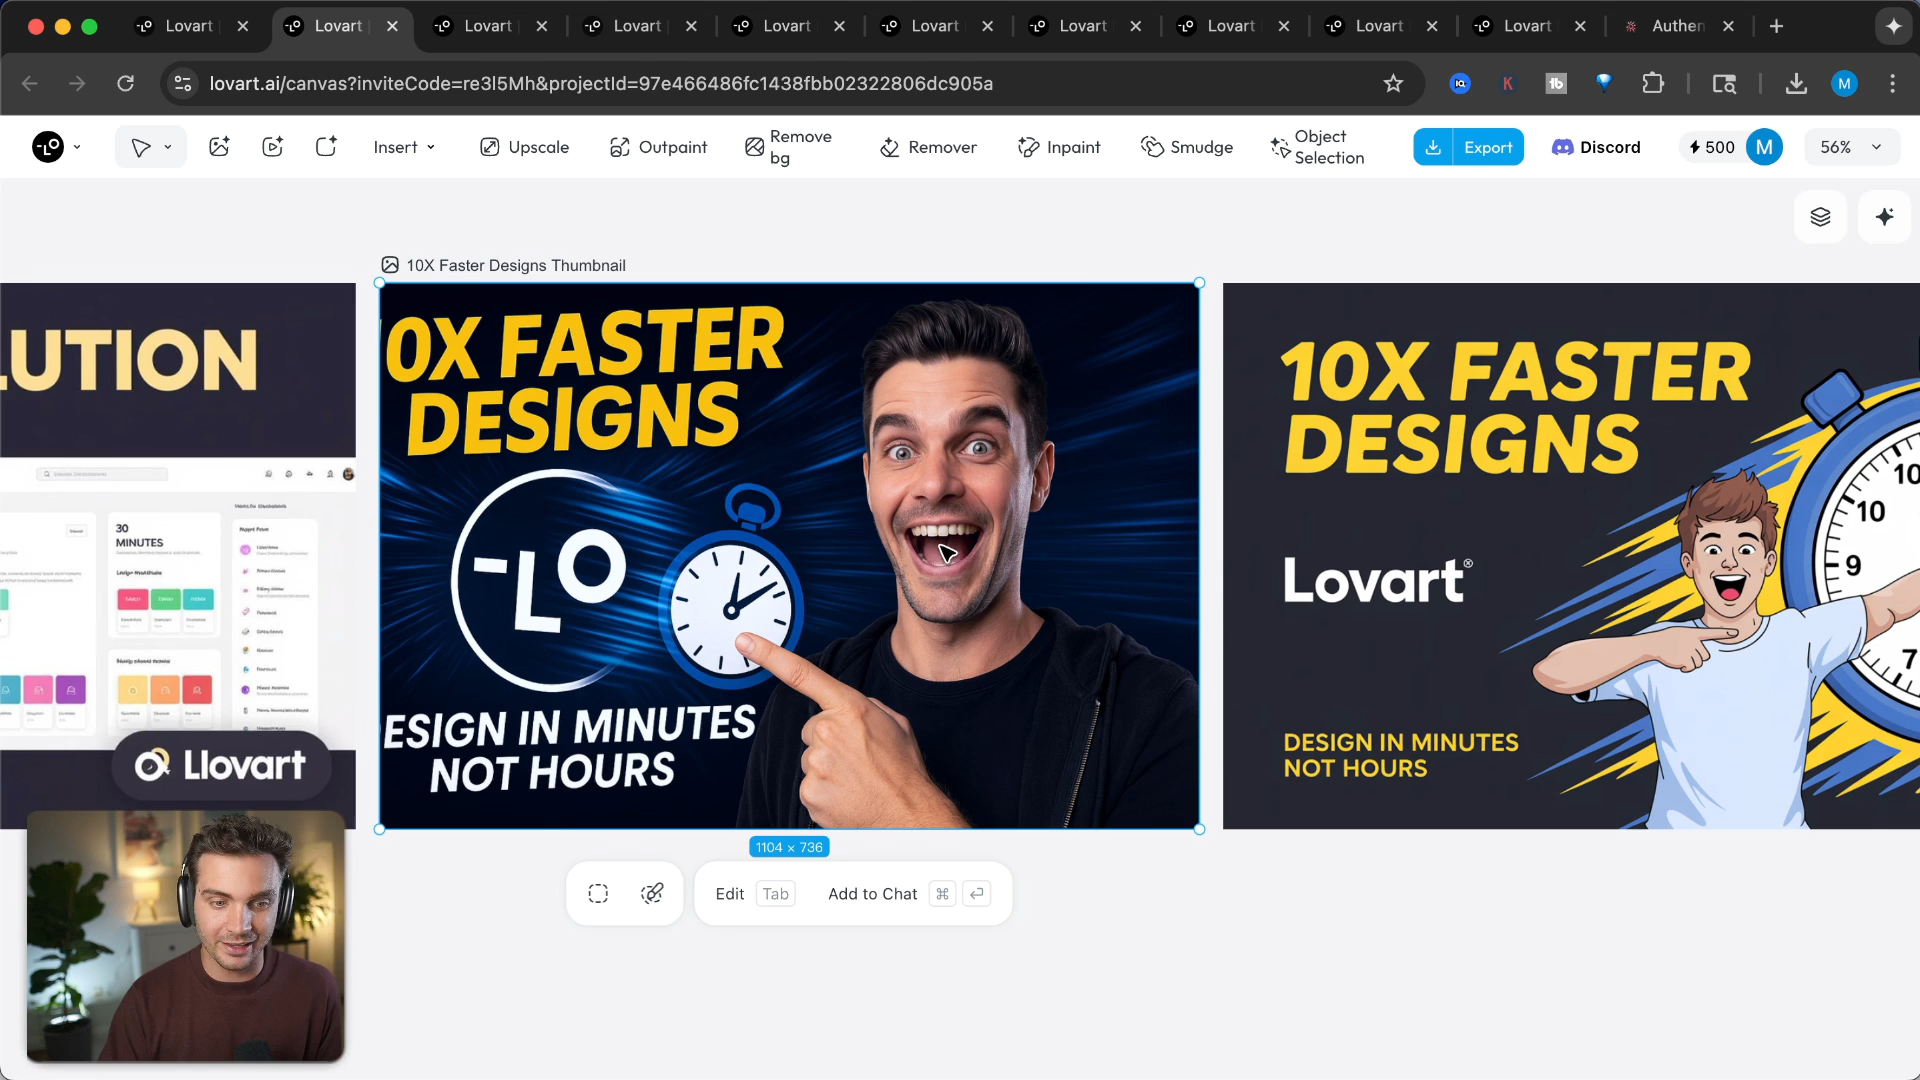 Lovart
Lovart
Lovart
Lovart
Lovart
Lovart
Lovart
Lovart
Lovart
Lovart
Authen
lovart.ai/canvas?inviteCode=re3l5Mh&projectId=97e466486fc1438fbb02322806dc905a
M
Insert
Upscale
Outpaint
Remove
bg
Remover
Inpaint
Smudge
Object
Selection
Export
Discord
500
M
56%
10X Faster Designs Thumbnail
LUTION
30
MINUTES
Llovart
0X FASTER
DESIGNS
ESIGN IN MINUTES
NOT HOURS
10X FASTER
DESIGNS
Lovart®
DESIGN IN MINUTES
NOT HOURS
10
10
9
7
1104 × 736
Edit Tab
Add to Chat ⌘